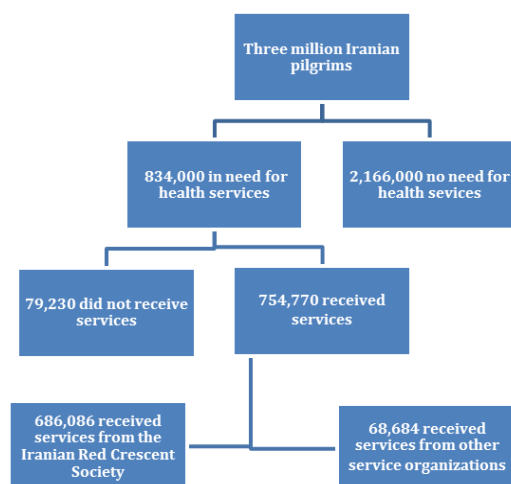 Three million Iranian
pilgrims
834,000 in need for
health services
2,166,000 no need for
health sevices
79,230 did not receive
services
754,770 received
services
686,086 received
services from the
Iranian Red Crescent
Society
68,684 received
services from other
service organizations